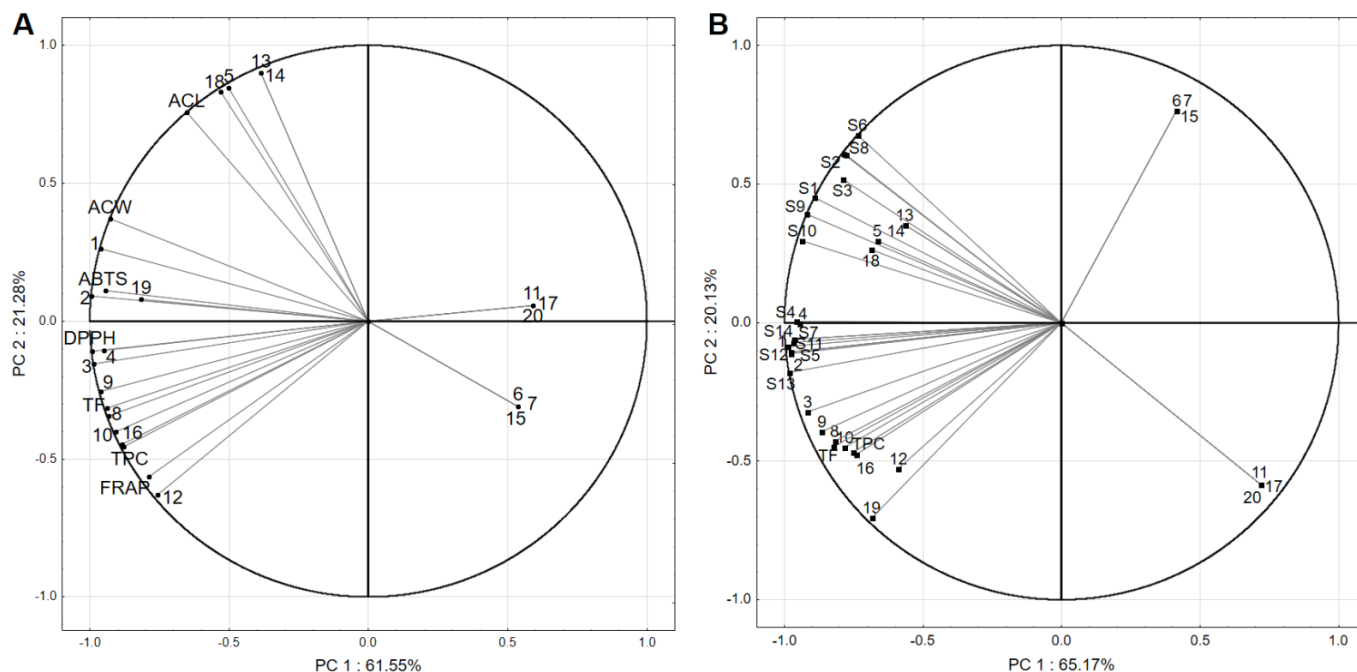 A
1.0
13
14
5
18
ACL
0.5
ACW
1
ABTS
19
2
11
17
20
0.0
DPPH
4
3
9
TF
8
6
7
15
10
16
TPC
-0.5
FRAP
12
-1.0
-1.0
-0.5
0.0
0.5
1.0
PC 2 : 21.28%
PC 1 : 61.55%
B
1.0
67
15
S6
S8
S2
S3
0.5
S1
S9
13
14
5
S10
18
S4
4
0.0
S7
S14
1
S11
S12
S5
2
S13
3
9
8
10
TPC
TF
16
12
-0.5
11
17
20
19
-1.0
-1.0
-0.5
0.0
0.5
1.0
PC 2 : 20.13%
PC 1 : 65.17%